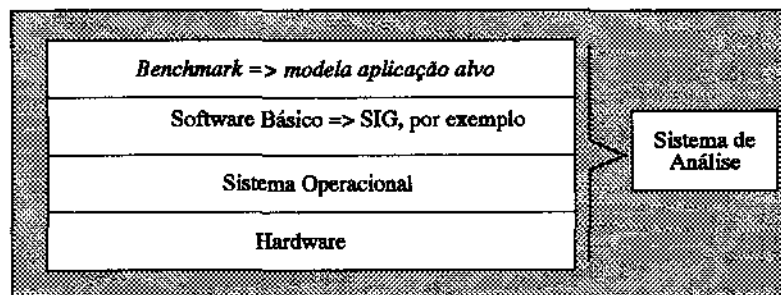 Benchmark => modela aplicação alvo
Software Básico => SIG, por exemplo
Sistema Operacional
Hardware
Sistema de
Análise